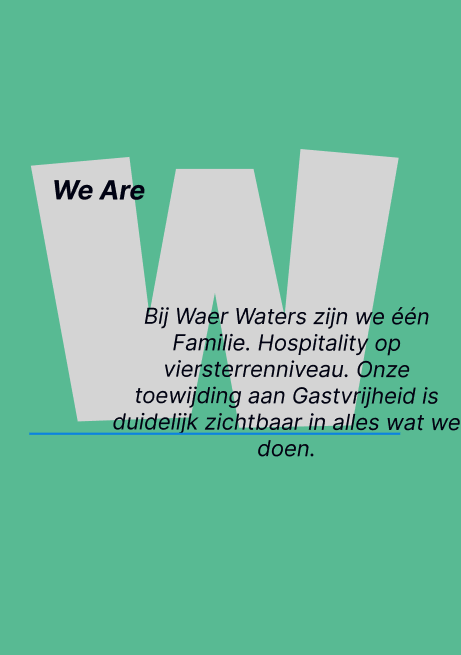 W
We Are
Bij Waer Waters zijn we één
Familie. Hospitality op
viersterrenniveau. Onze
toewijding aan Gastvrijheid is
duidelijk zichtbaar in alles wat we
doen.